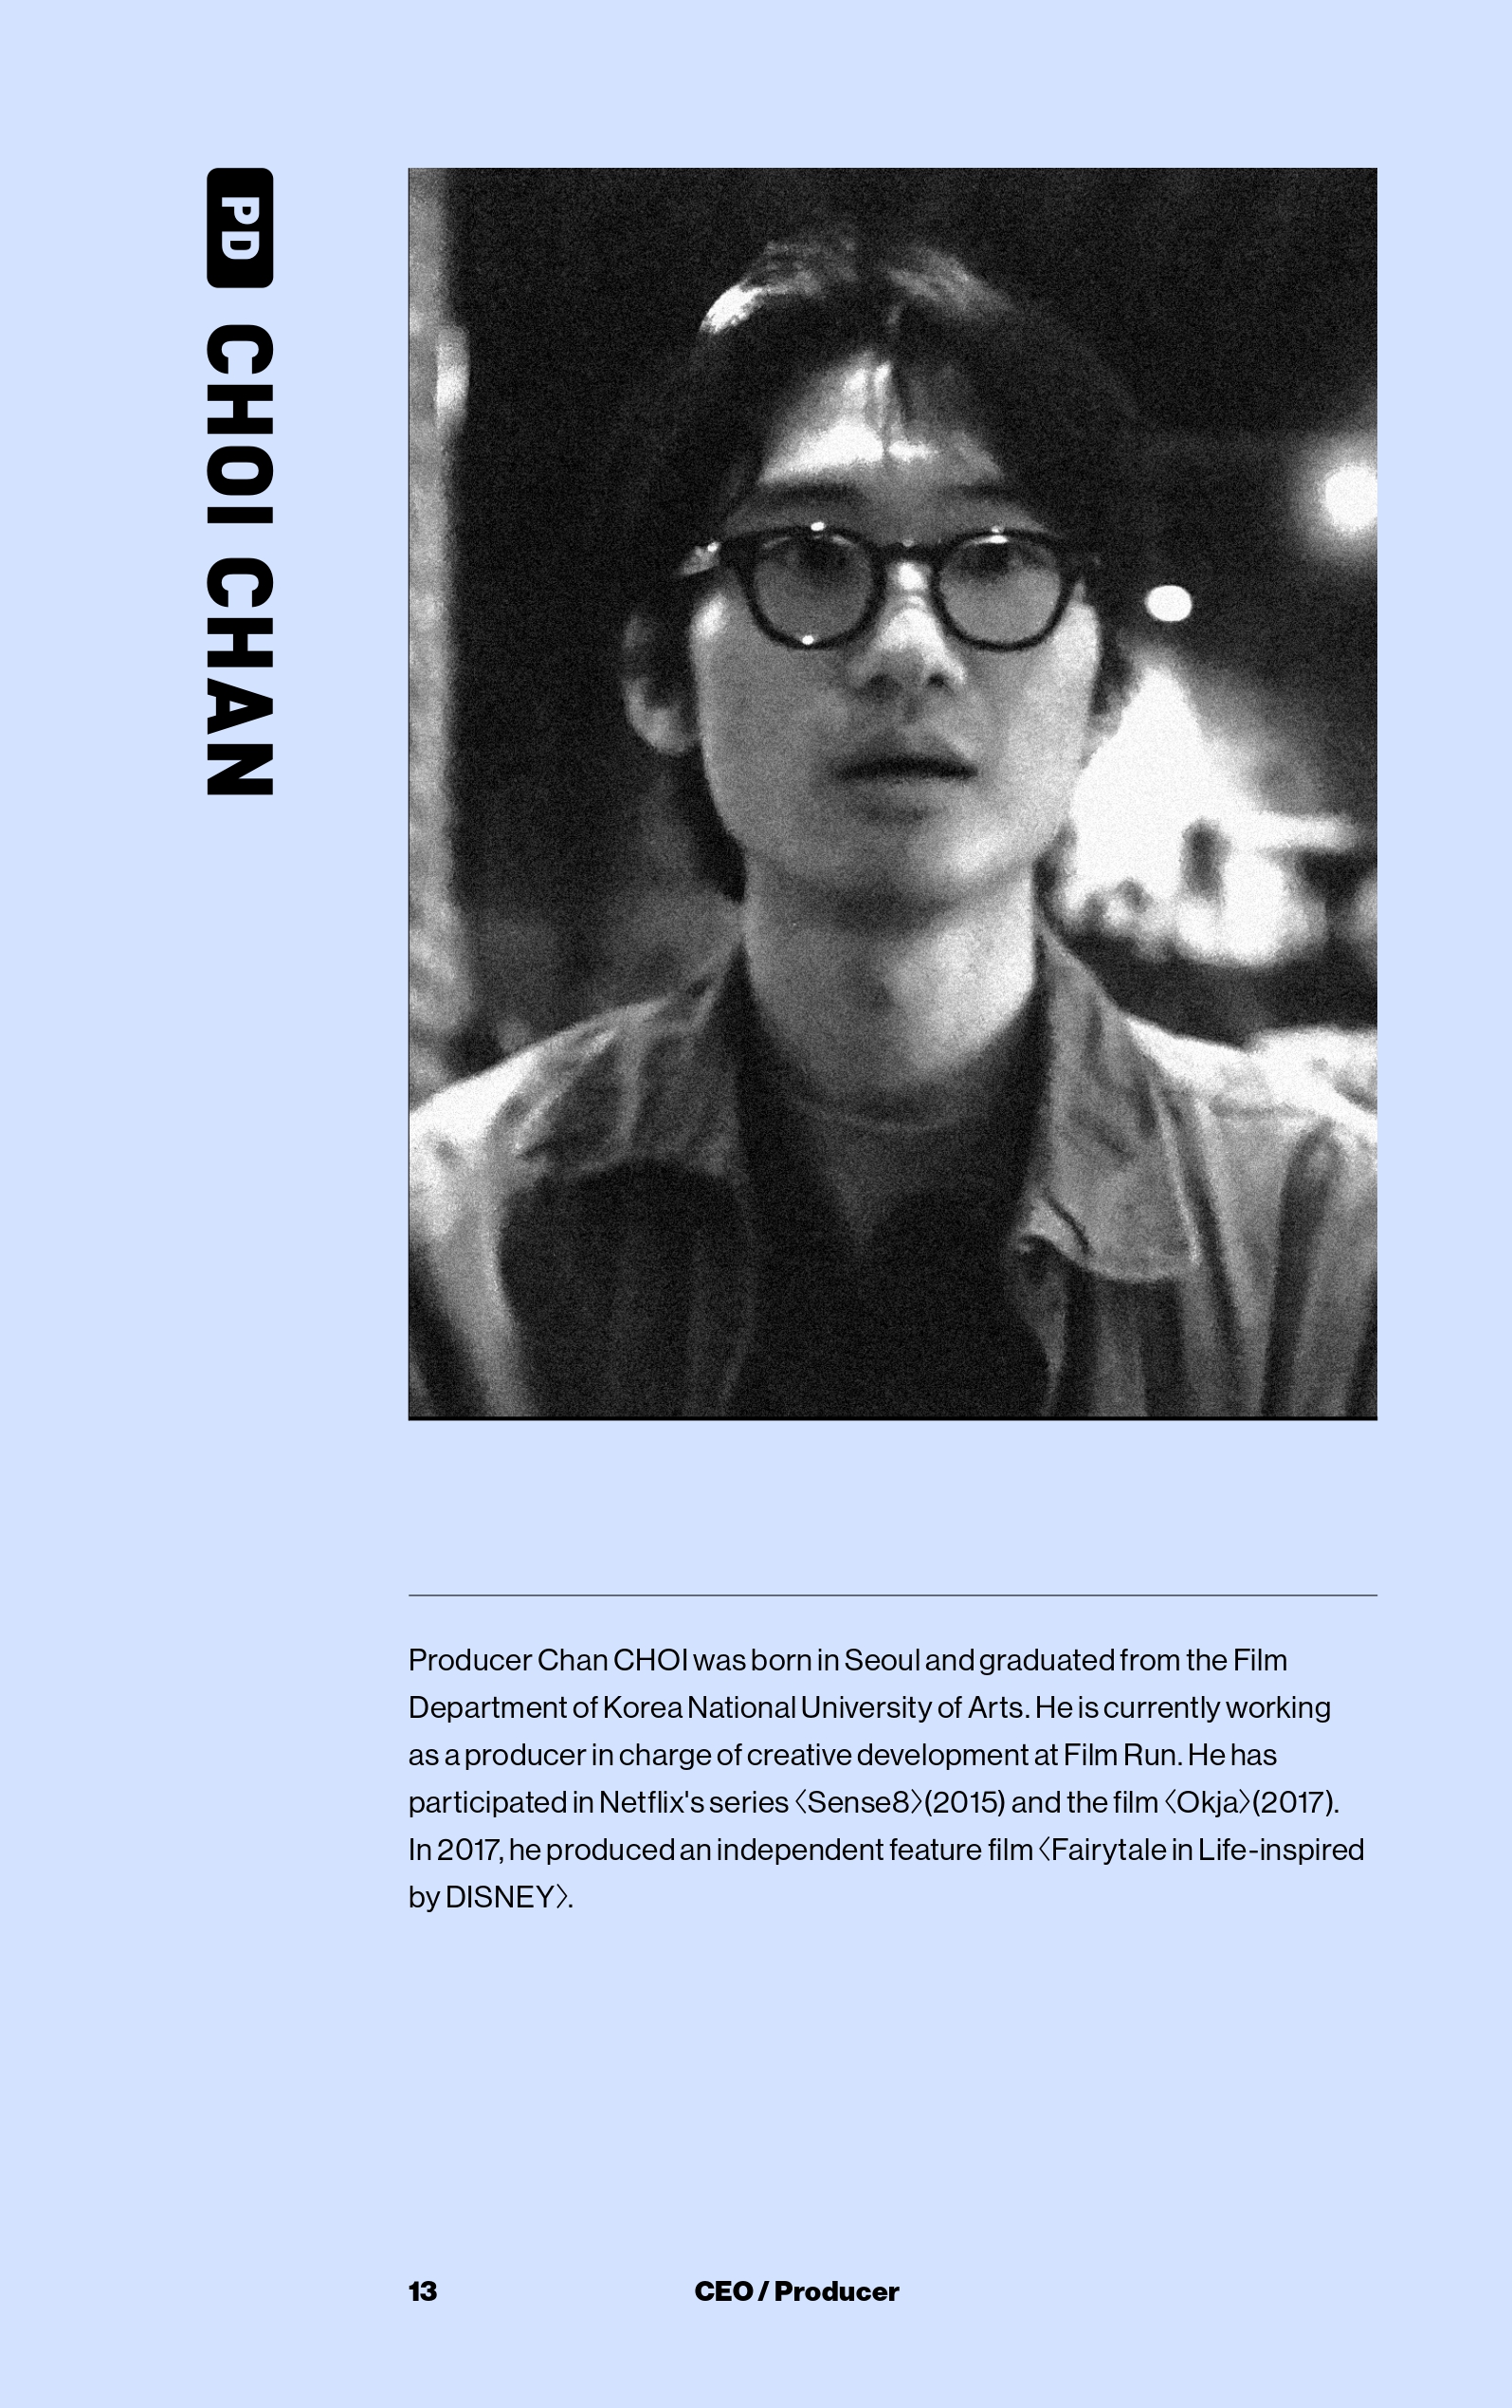 PD CHOI CHAN
Producer Chan CHOI was born in Seoul and graduated from the Film
Department of Korea National University of Arts. He is currently working
as a producer in charge of creative development at Film Run. He has
participated in Netflix's series 〈Sense8〉(2015) and the film 〈Okja〉(2017).
In 2017, he produced an independent feature film 〈Fairytale in Life-inspired
by DISNEY〉.
13 CEO / Producer